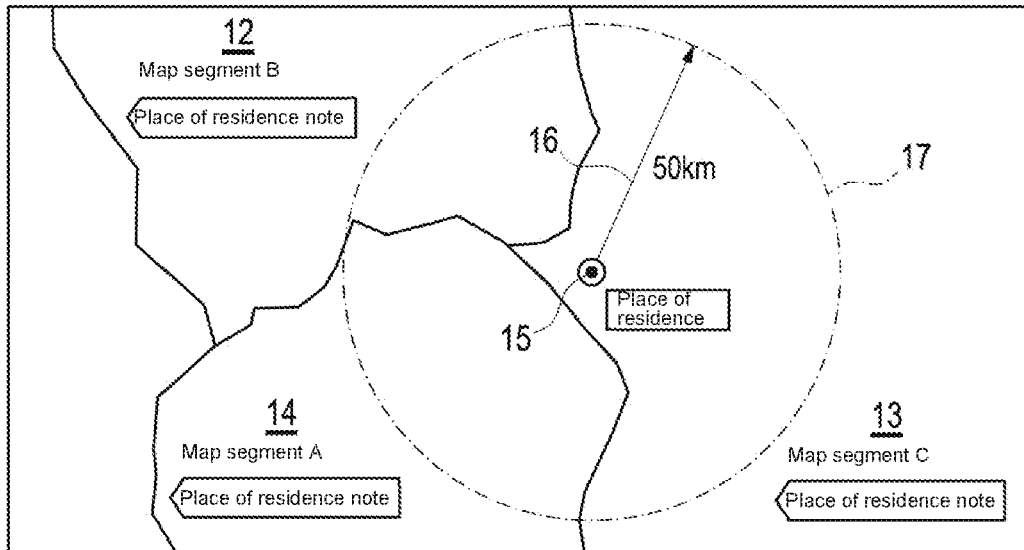 12
Map segment B
Place of residence note
16
50km
17
Place of
residence
15
14
Map segment A
Place of residence note
13
Map segment C
Place of residence note